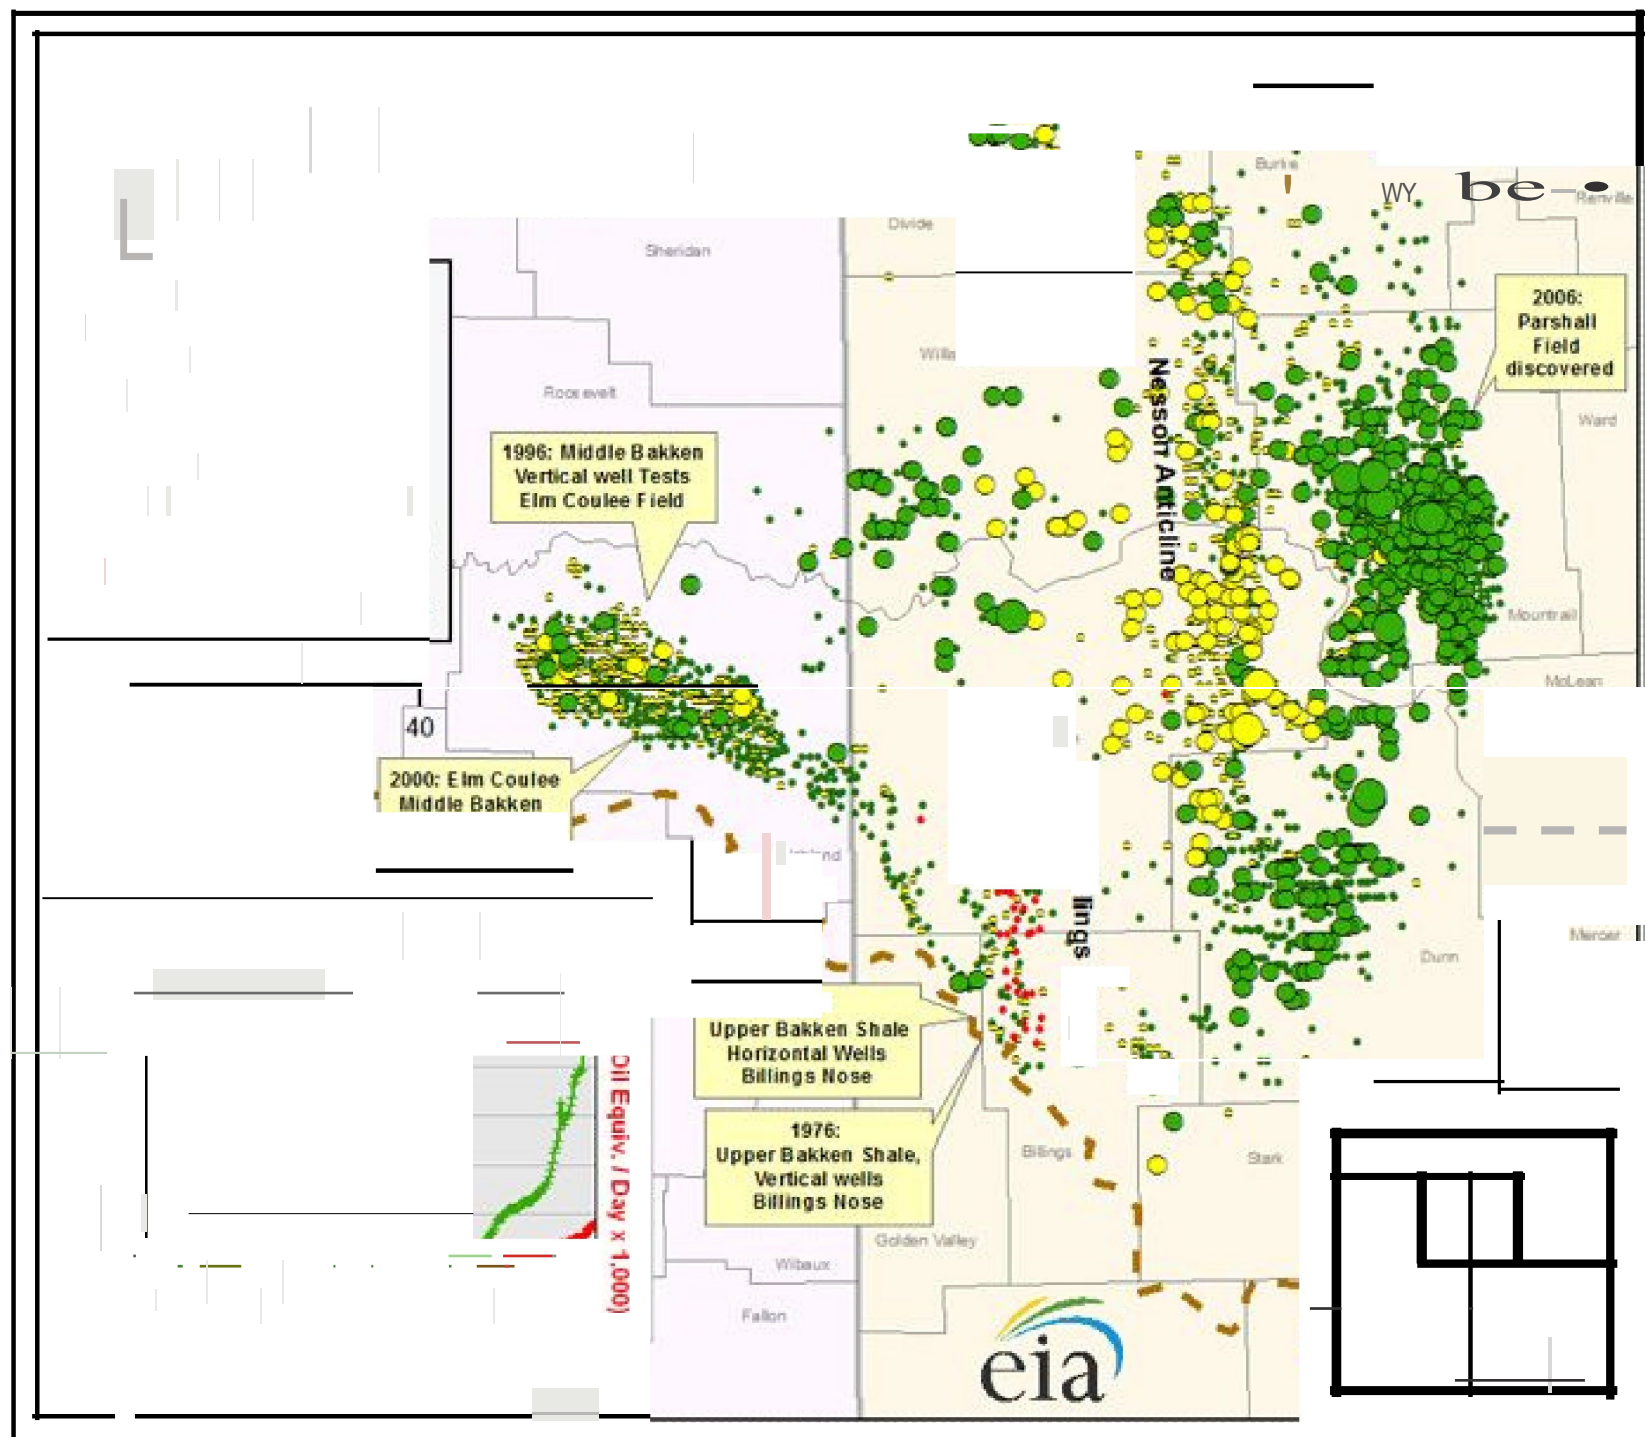 Burke
WY
be
Renville
Divide
Sheridan
2006:
Parshall
Field
discovered
Roosevelt
Ward
Nesson Anticline
1996: Middle Bakken
Vertical well Tests
Elm Coulee Field
Mountrail
McLean
40
2000: Elm Coulee
Middle Bakken
lings
Mercer
Dunn
Upper Bakken Shale
Horizontal Wells
Billings Nose
1976:
Upper Bakken Shale,
Vertical wells
Billings Nose
Billings
Stark
Oil Equiv. / Day x 1,000)
Golden Valley
Wibaux
Fallon
eia